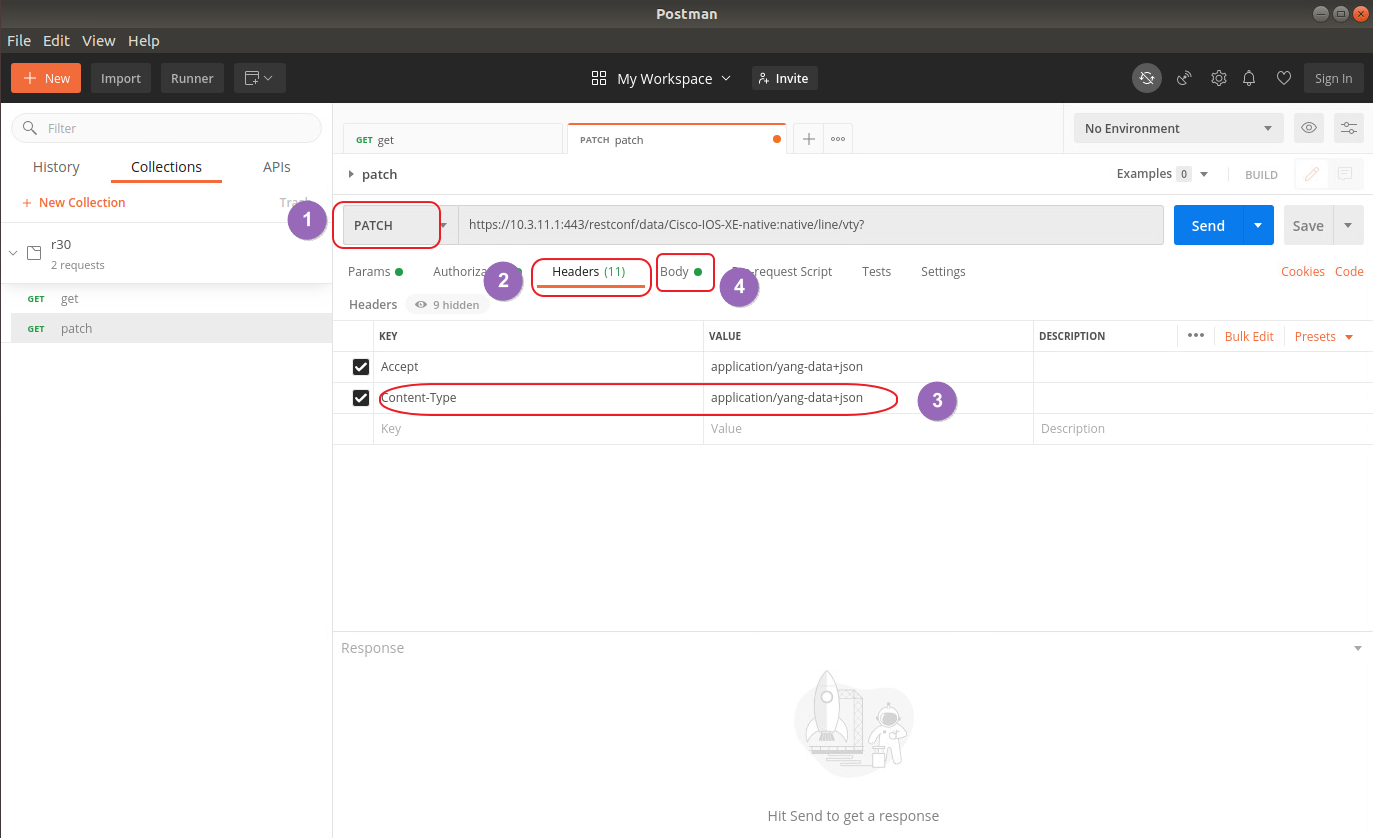 Postman
File Edit View Help
New Import Runner My Workspace Invite Sign In
Filter
History Collections APIs
New Collection
r30
2 requests
GET get
GET patch
GET get PATCH patch No Environment
patch Examples 0 BUILD
1 PATCH https://10.3.11.1:443/restconf/data/Cisco-IOS-XE-native:native/line/vty? Send Save
Params 2 Headers (11) Body 4 Tests Settings Cookies Code
Headers 9 hidden
KEY VALUE DESCRIPTION Bulk Edit Presets
Accept application/yang-data+json
Content-Type application/yang-data+json 3
Key Value Description
Response
Hit Send to get a response